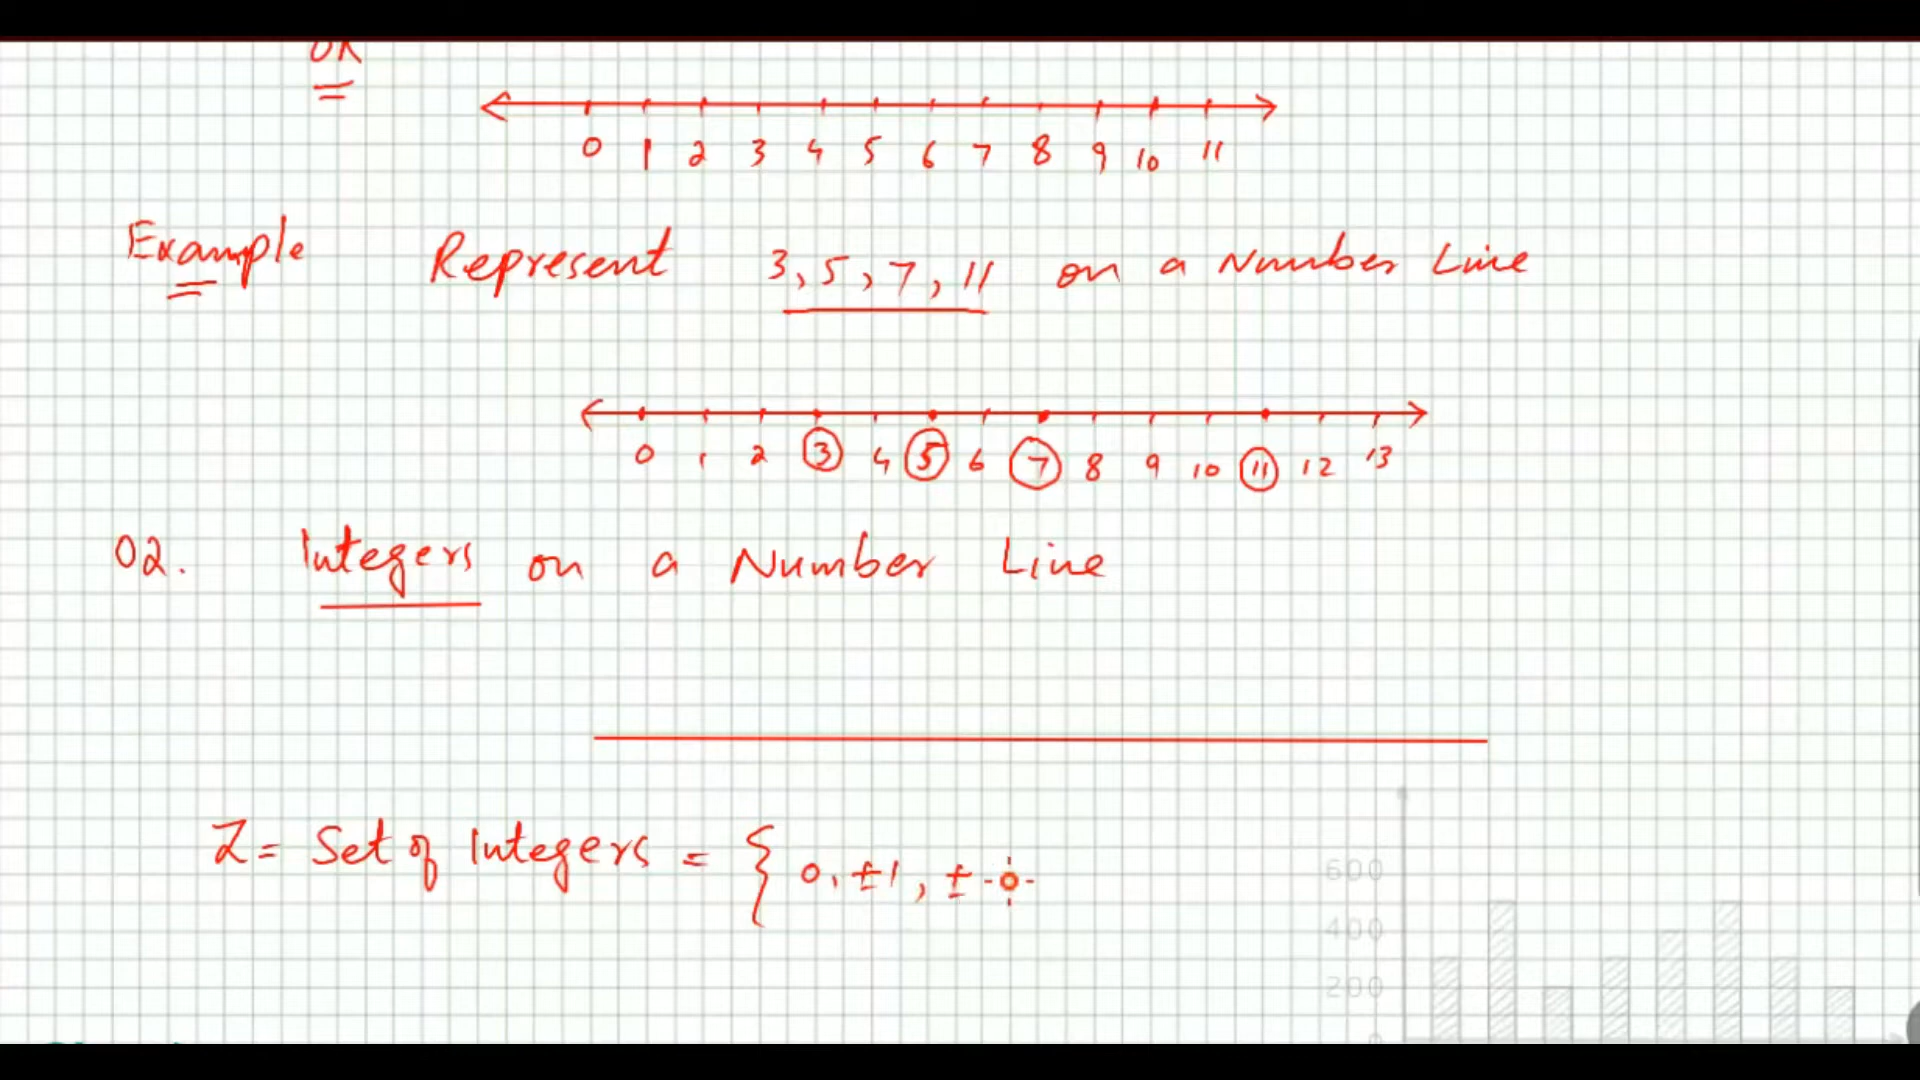 OR
0 1 2 3 4 5 6 7 8 9 10 11
Example Represent 3, 5, 7, 11 on a Number Line
0 1 2 3 4 5 6 7 8 9 10 11 12 13
02. Integers on a Number Line
Z = Set of Integers = { 0, ±1, ±
600
400
200
0